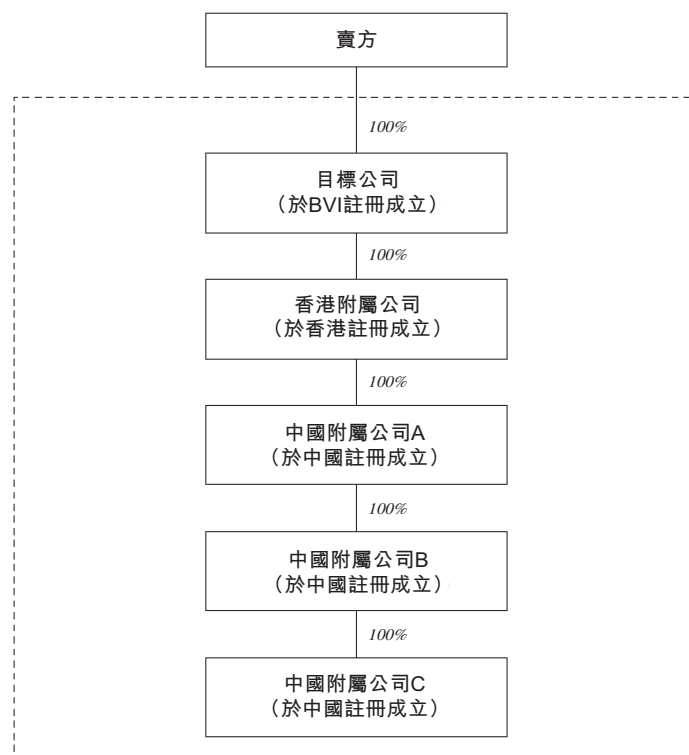 賣方
100%
目標公司
（於BVI註冊成立）
100%
香港附屬公司
（於香港註冊成立）
100%
中國附屬公司A
（於中國註冊成立）
100%
中國附屬公司B
（於中國註冊成立）
100%
中國附屬公司C
（於中國註冊成立）